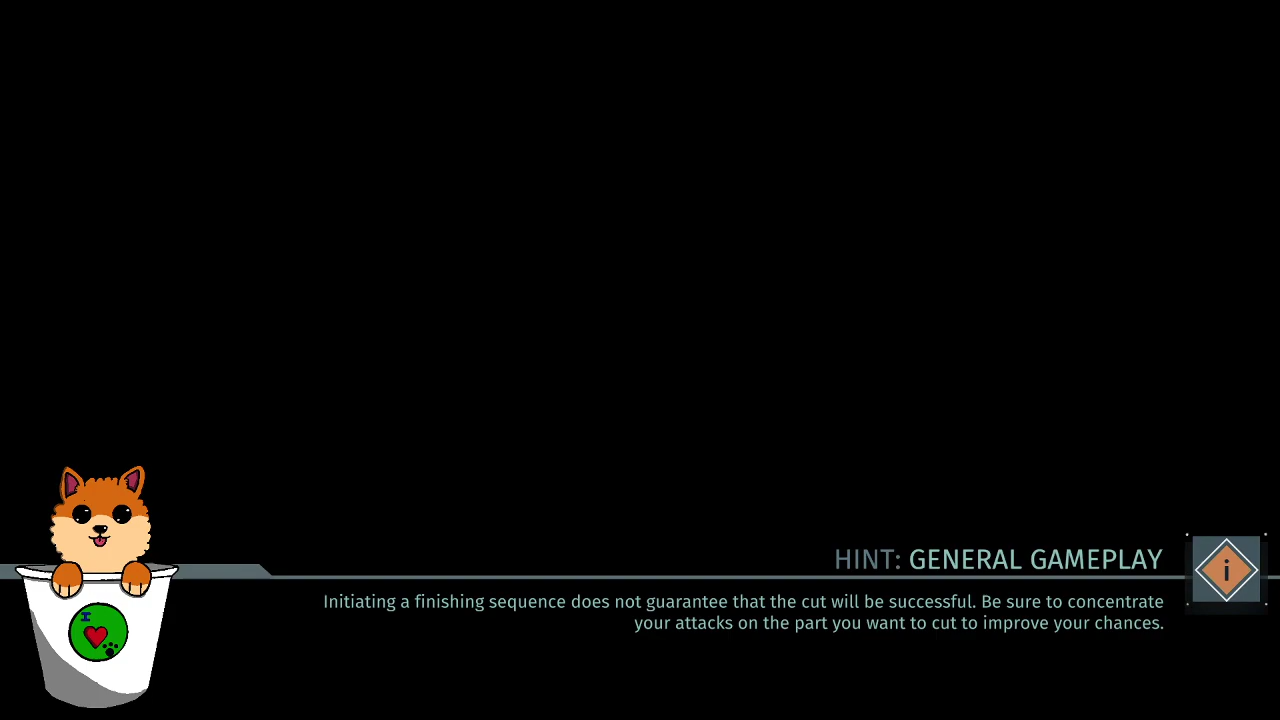 HINT: GENERAL GAMEPLAY
i
Initiating a finishing sequence does not guarantee that the cut will be successful. Be sure to concentrate
your attacks on the part you want to cut to improve your chances.
I